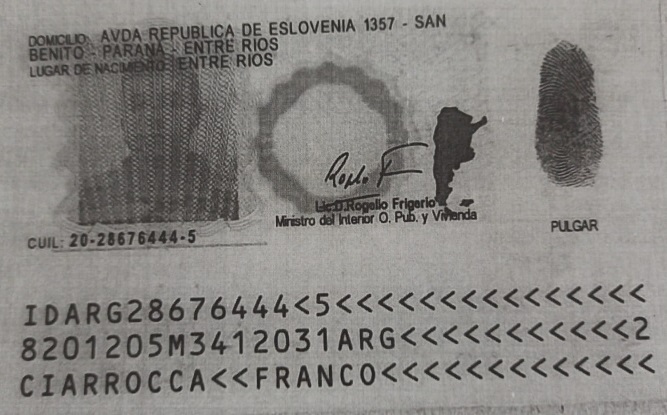 DOMICILIO: AVDA REPUBLICA DE ESLOVENIA 1357 - SAN
BENITO - PARANA - ENTRE RIOS
LUGAR DE NACIMIENTO: ENTRE RIOS
Lic. D. Rogelio Frigerio
Ministro del Interior O. Pub. y Vivienda
CUIL: 20-28676444-5
PULGAR
IDARG28676444<5<<<<<<<<<<<<<<<
8201205M3412031ARG<<<<<<<<<<<2
CIARROCCA<<FRANCO<<<<<<<<<<<<<